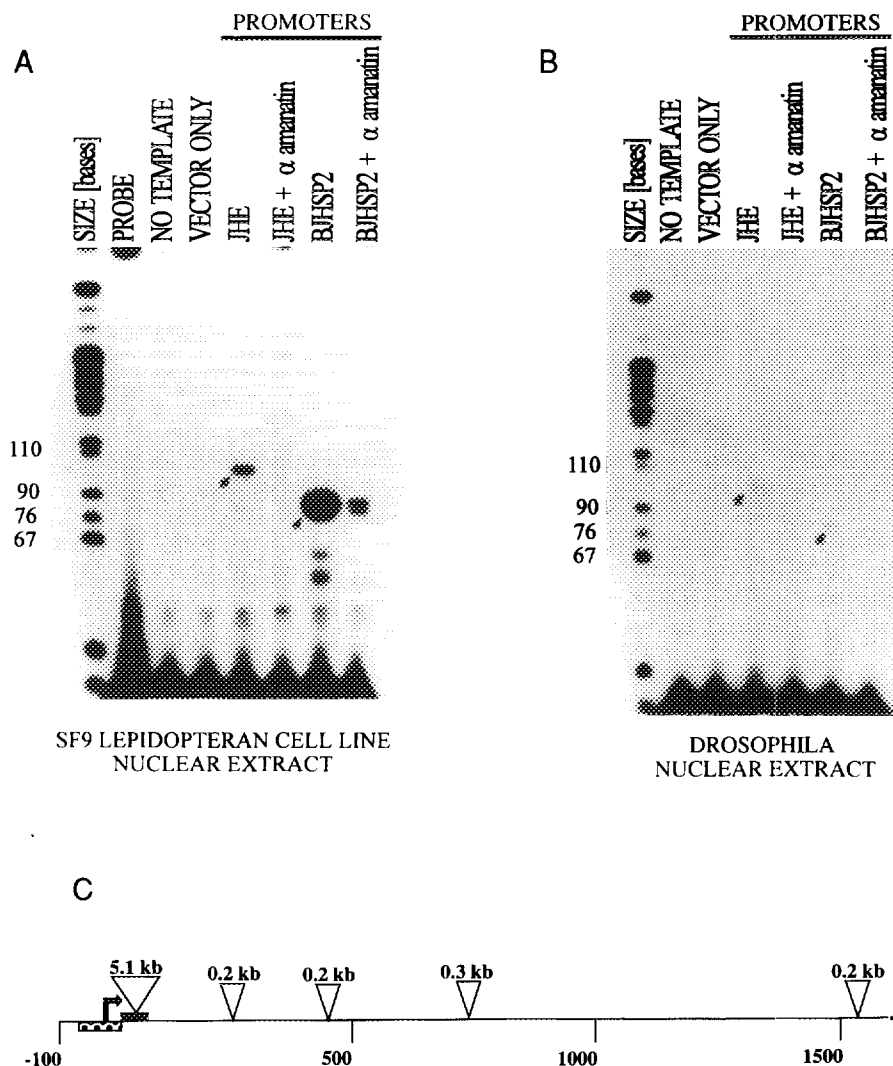 PROMOTERS
A
SIZE [bases]
PROBE
NO TEMPLATE
VECTOR ONLY
JHE
JHE + α amanatin
BJHSP2
BJHSP2 + α amanatin
110
90
76
67
SF9 LEPIDOPTERAN CELL LINE
NUCLEAR EXTRACT
PROMOTERS
B
SIZE [bases]
NO TEMPLATE
VECTOR ONLY
JHE
JHE + α amanatin
BJHSP2
BJHSP2 + α amanatin
110
90
76
67
DROSOPHILA
NUCLEAR EXTRACT
C
5.1 kb
0.2 kb
0.2 kb
0.3 kb
0.2 kb
-100
500
1000
1500